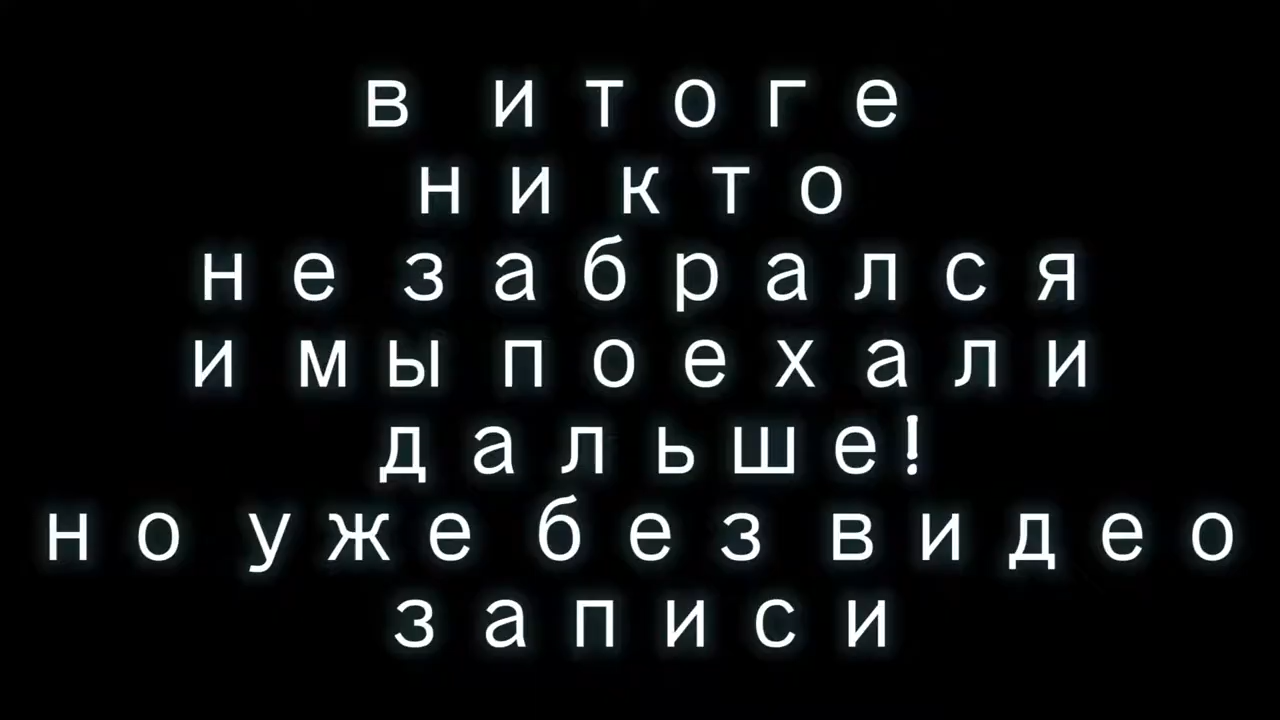 в итоге
никто
не забрался
и мы поехали
дальше!
но уже без видео
записи